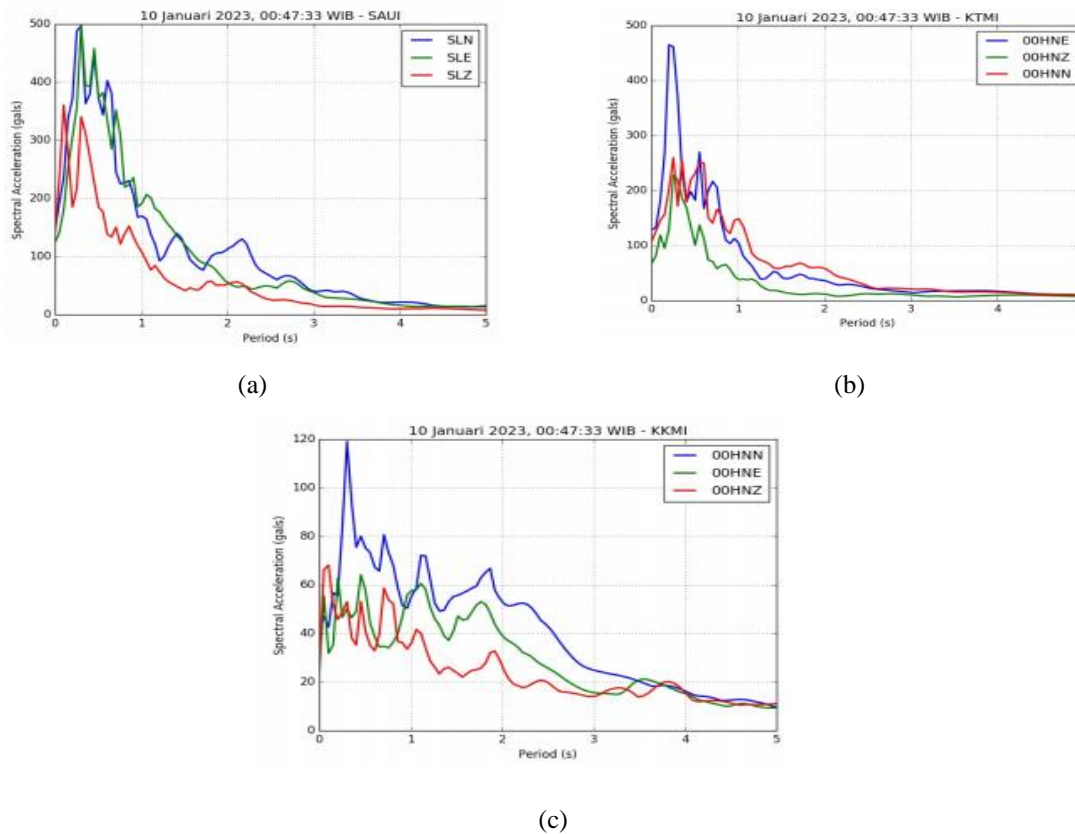 10 Januari 2023, 00:47:33 WIB - SAUI
500
400
300
200
100
0
Spectral Acceleration (gals)
SLN
SLE
SLZ
0 1 2 3 4 5
Period (s)
(a)
10 Januari 2023, 00:47:33 WIB - KTMI
500
400
300
200
100
0
Spectral Acceleration (gals)
00HNE
00HNZ
00HNN
0 1 2 3 4
Period (s)
(b)
10 Januari 2023, 00:47:33 WIB - KKMI
120
100
80
60
40
20
0
Spectral Acceleration (gals)
00HNN
00HNE
00HNZ
0 1 2 3 4 5
Period (s)
(c)